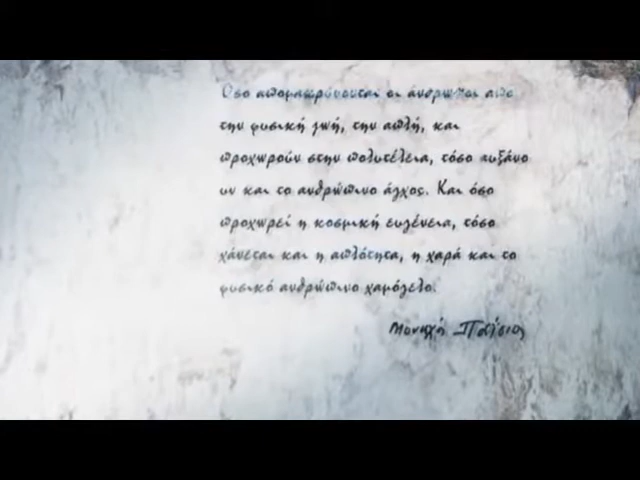 Όσο απομακρύνονται οι άνθρωποι από
την φυσική ζωή, την απλή, και
προχωρούν στην πολυτέλεια, τόσο αυξάνο
υν και το ανθρώπινο άγχος. Και όσο
προχωρεί η κοσμική ευγένεια, τόσο
χάνεται και η απλότητα, η χαρά και το
φυσικό ανθρώπινο χαμόγελο.
Μοναχή Παΐσιος